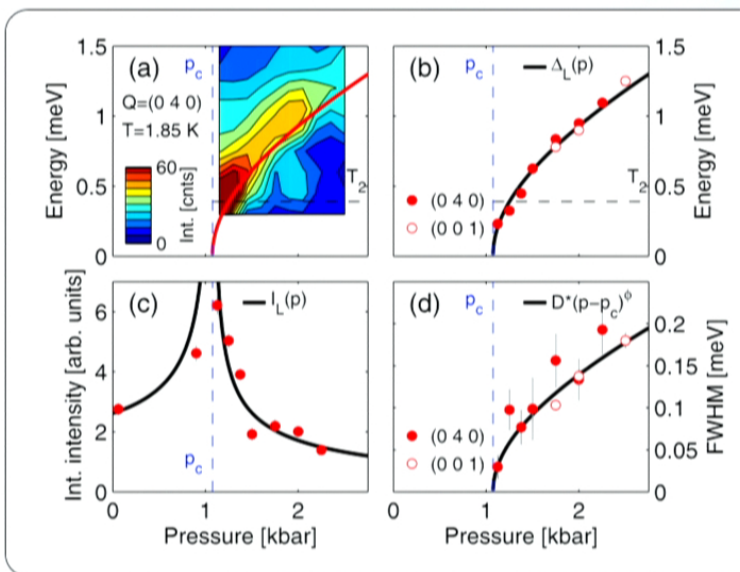 (a)
p_c
Q=(0 4 0)
T=1.85 K
60
0
Int. [cnts]
T_2
Energy [meV]
1.5
1
0.5
0
(b)
p_c
Δ_L(p)
T_2
(0 4 0)
(0 0 1)
1.5
1
0.5
0
Energy [meV]
(c)
I_L(p)
p_c
Int. intensity [arb. units]
6
4
2
0
0 1 2
Pressure [kbar]
(d)
p_c
D*(p-p_c)^ϕ
(0 4 0)
(0 0 1)
0.2
0.15
0.1
0.05
0
FWHM [meV]
0 1 2
Pressure [kbar]